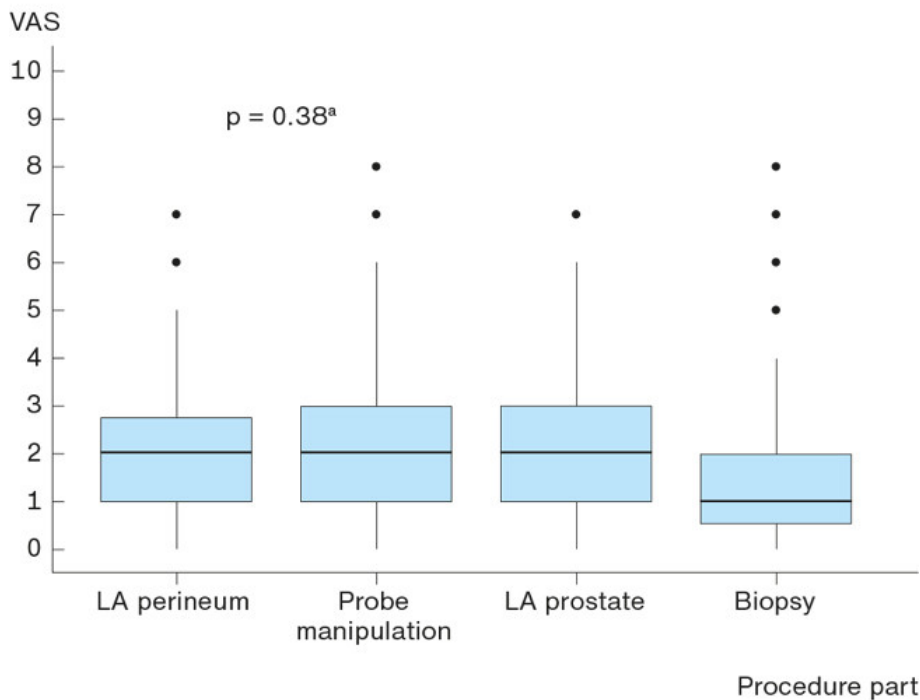 VAS
10
9
8
7
6
5
4
3
2
1
0
p = 0.38ª
LA perineum
Probe
manipulation
LA prostate
Biopsy
Procedure part